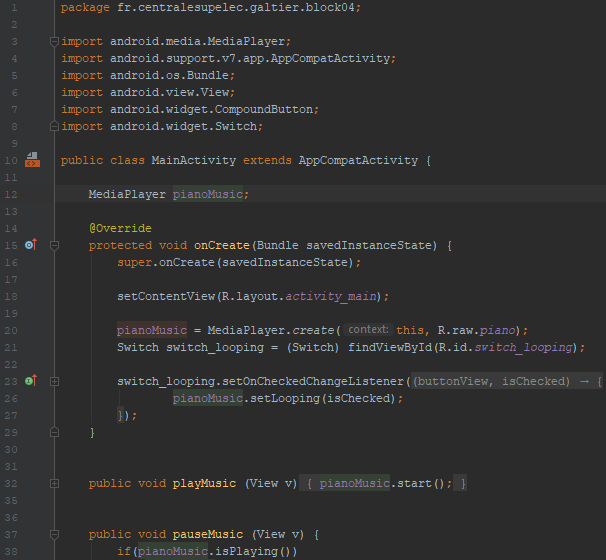 1 package fr.centralesupelec.galtier.block04;
2
3 import android.media.MediaPlayer;
4 import android.support.v7.app.AppCompatActivity;
5 import android.os.Bundle;
6 import android.view.View;
7 import android.widget.CompoundButton;
8 import android.widget.Switch;
9
10 public class MainActivity extends AppCompatActivity {
11
12 MediaPlayer pianoMusic;
13
14 @Override
15 protected void onCreate(Bundle savedInstanceState) {
16 super.onCreate(savedInstanceState);
17
18 setContentView(R.layout.activity_main);
19
20 pianoMusic = MediaPlayer.create( context: this, R.raw.piano);
21 Switch switch_looping = (Switch) findViewById(R.id.switch_looping);
22
23 switch_looping.setOnCheckedChangeListener((buttonView, isChecked) → {
26 pianoMusic.setLooping(isChecked);
27 });
29 }
30
31
32 public void playMusic (View v) { pianoMusic.start(); }
35
36
37 public void pauseMusic (View v) {
38 if(pianoMusic.isPlaying())